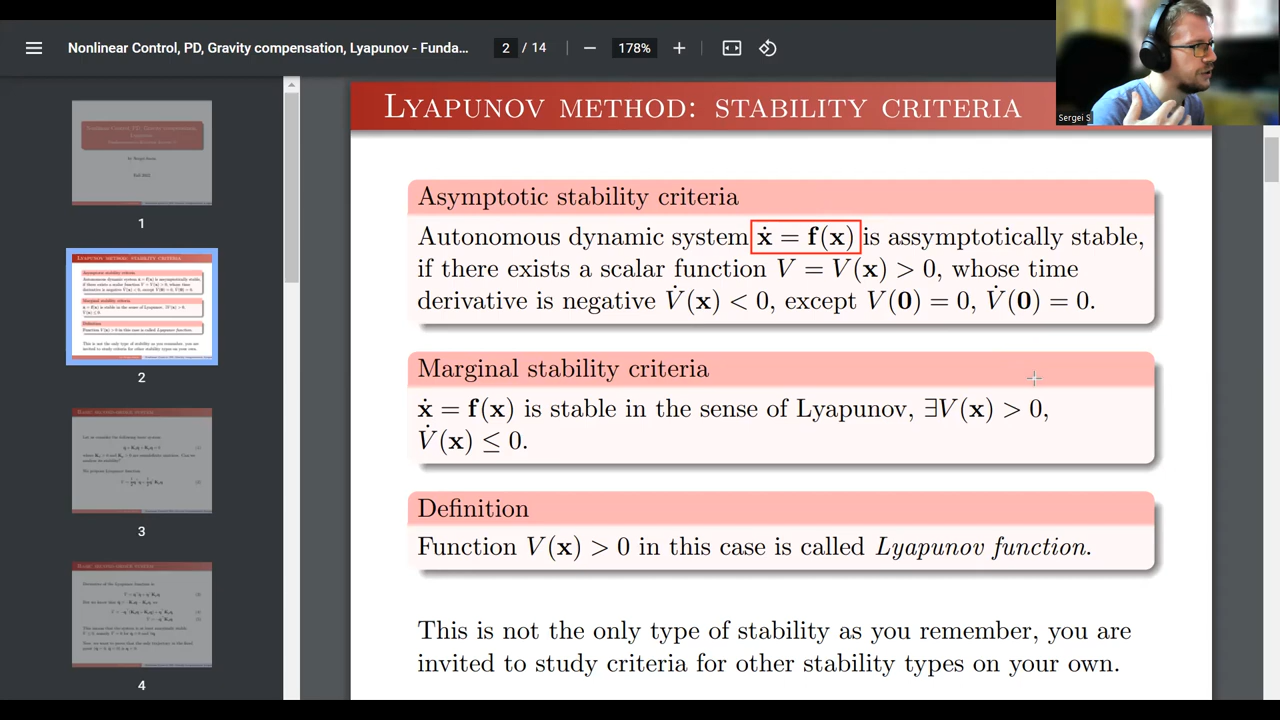 Nonlinear Control, PD, Gravity compensation, Lyapunov - Funda...
2 / 14
178%
Sergei S
1
2
3
4
LYAPUNOV METHOD: STABILITY CRITERIA
Asymptotic stability criteria
Autonomous dynamic system ẋ = f(x) is assymptotically stable,
if there exists a scalar function V = V(x) > 0, whose time
derivative is negative V̇(x) < 0, except V(0) = 0, V̇(0) = 0.
Marginal stability criteria
ẋ = f(x) is stable in the sense of Lyapunov, ∃V(x) > 0,
V̇(x) ≤ 0.
Definition
Function V(x) > 0 in this case is called Lyapunov function.
This is not the only type of stability as you remember, you are
invited to study criteria for other stability types on your own.